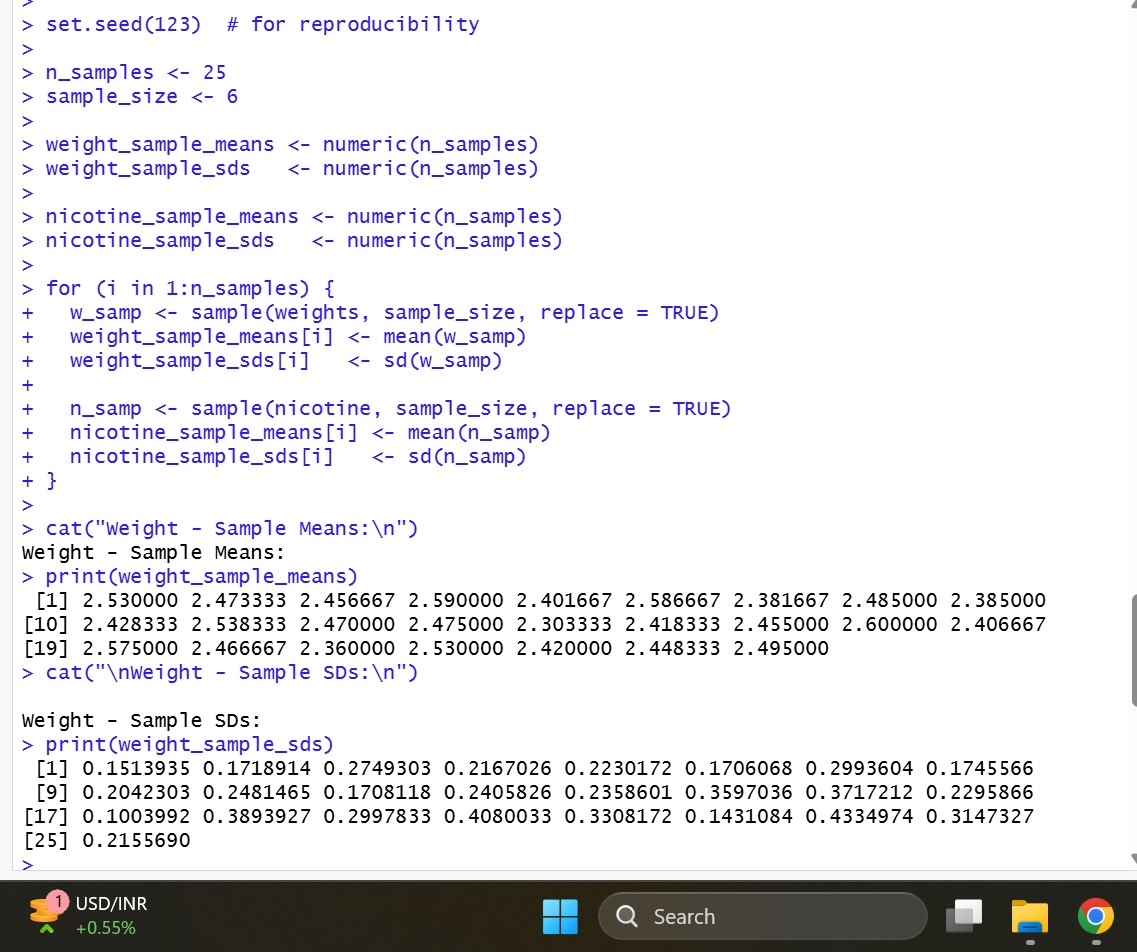 >
> set.seed(123)  # for reproducibility
>
> n_samples <- 25
> sample_size <- 6
>
> weight_sample_means <- numeric(n_samples)
> weight_sample_sds   <- numeric(n_samples)
>
> nicotine_sample_means <- numeric(n_samples)
> nicotine_sample_sds   <- numeric(n_samples)
>
> for (i in 1:n_samples) {
+   w_samp <- sample(weights, sample_size, replace = TRUE)
+   weight_sample_means[i] <- mean(w_samp)
+   weight_sample_sds[i]   <- sd(w_samp)
+
+   n_samp <- sample(nicotine, sample_size, replace = TRUE)
+   nicotine_sample_means[i] <- mean(n_samp)
+   nicotine_sample_sds[i]   <- sd(n_samp)
+ }
>
> cat("Weight - Sample Means:\n")
Weight - Sample Means:
> print(weight_sample_means)
 [1] 2.530000 2.473333 2.456667 2.590000 2.401667 2.586667 2.381667 2.485000 2.385000
[10] 2.428333 2.538333 2.470000 2.475000 2.303333 2.418333 2.455000 2.600000 2.406667
[19] 2.575000 2.466667 2.360000 2.530000 2.420000 2.448333 2.495000
> cat("\nWeight - Sample SDs:\n")

Weight - Sample SDs:
> print(weight_sample_sds)
 [1] 0.1513935 0.1718914 0.2749303 0.2167026 0.2230172 0.1706068 0.2993604 0.1745566
 [9] 0.2042303 0.2481465 0.1708118 0.2405826 0.2358601 0.3597036 0.3717212 0.2295866
[17] 0.1003992 0.3893927 0.2997833 0.4080033 0.3308172 0.1431084 0.4334974 0.3147327
[25] 0.2155690
>
1
USD/INR
+0.55%
Search